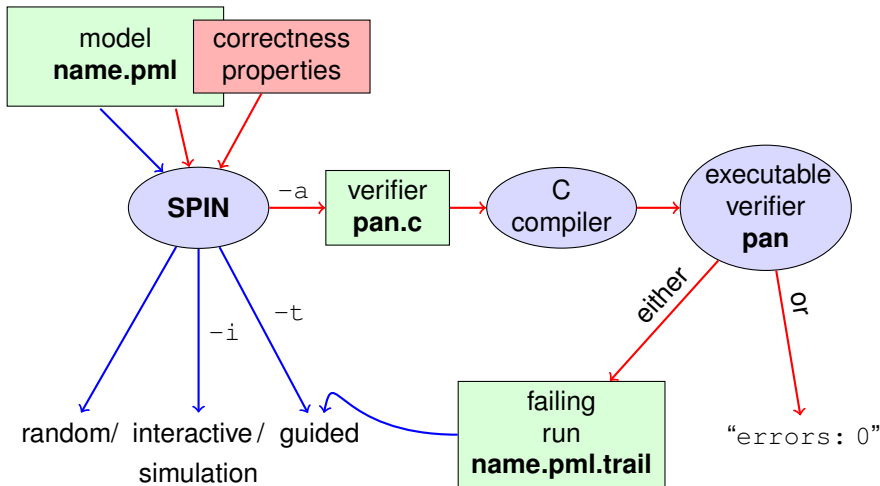 model
name.pml
correctness
properties
SPIN
-a
verifier
pan.c
C
compiler
executable
verifier
pan
either
or
-i
-t
random/ interactive / guided
simulation
failing
run
name.pml.trail
“errors: 0”